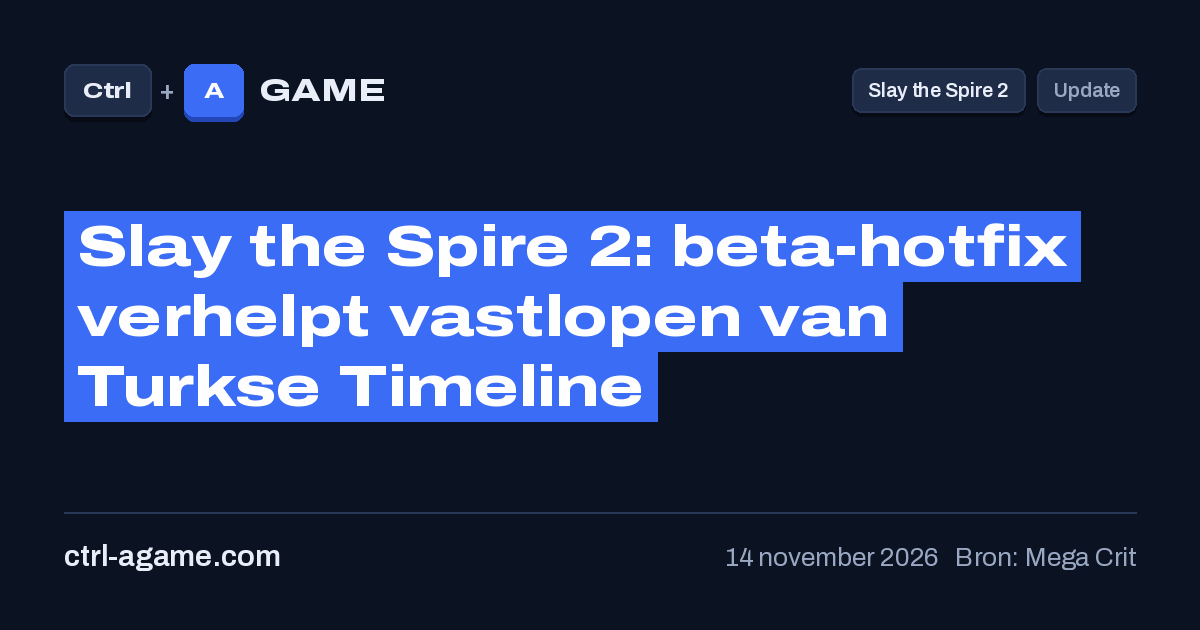 Ctrl + A GAME
Slay the Spire 2 Update
Slay the Spire 2: beta-hotfix
verhelpt vastlopen van
Turkse Timeline
ctrl-agame.com
14 november 2026 Bron: Mega Crit